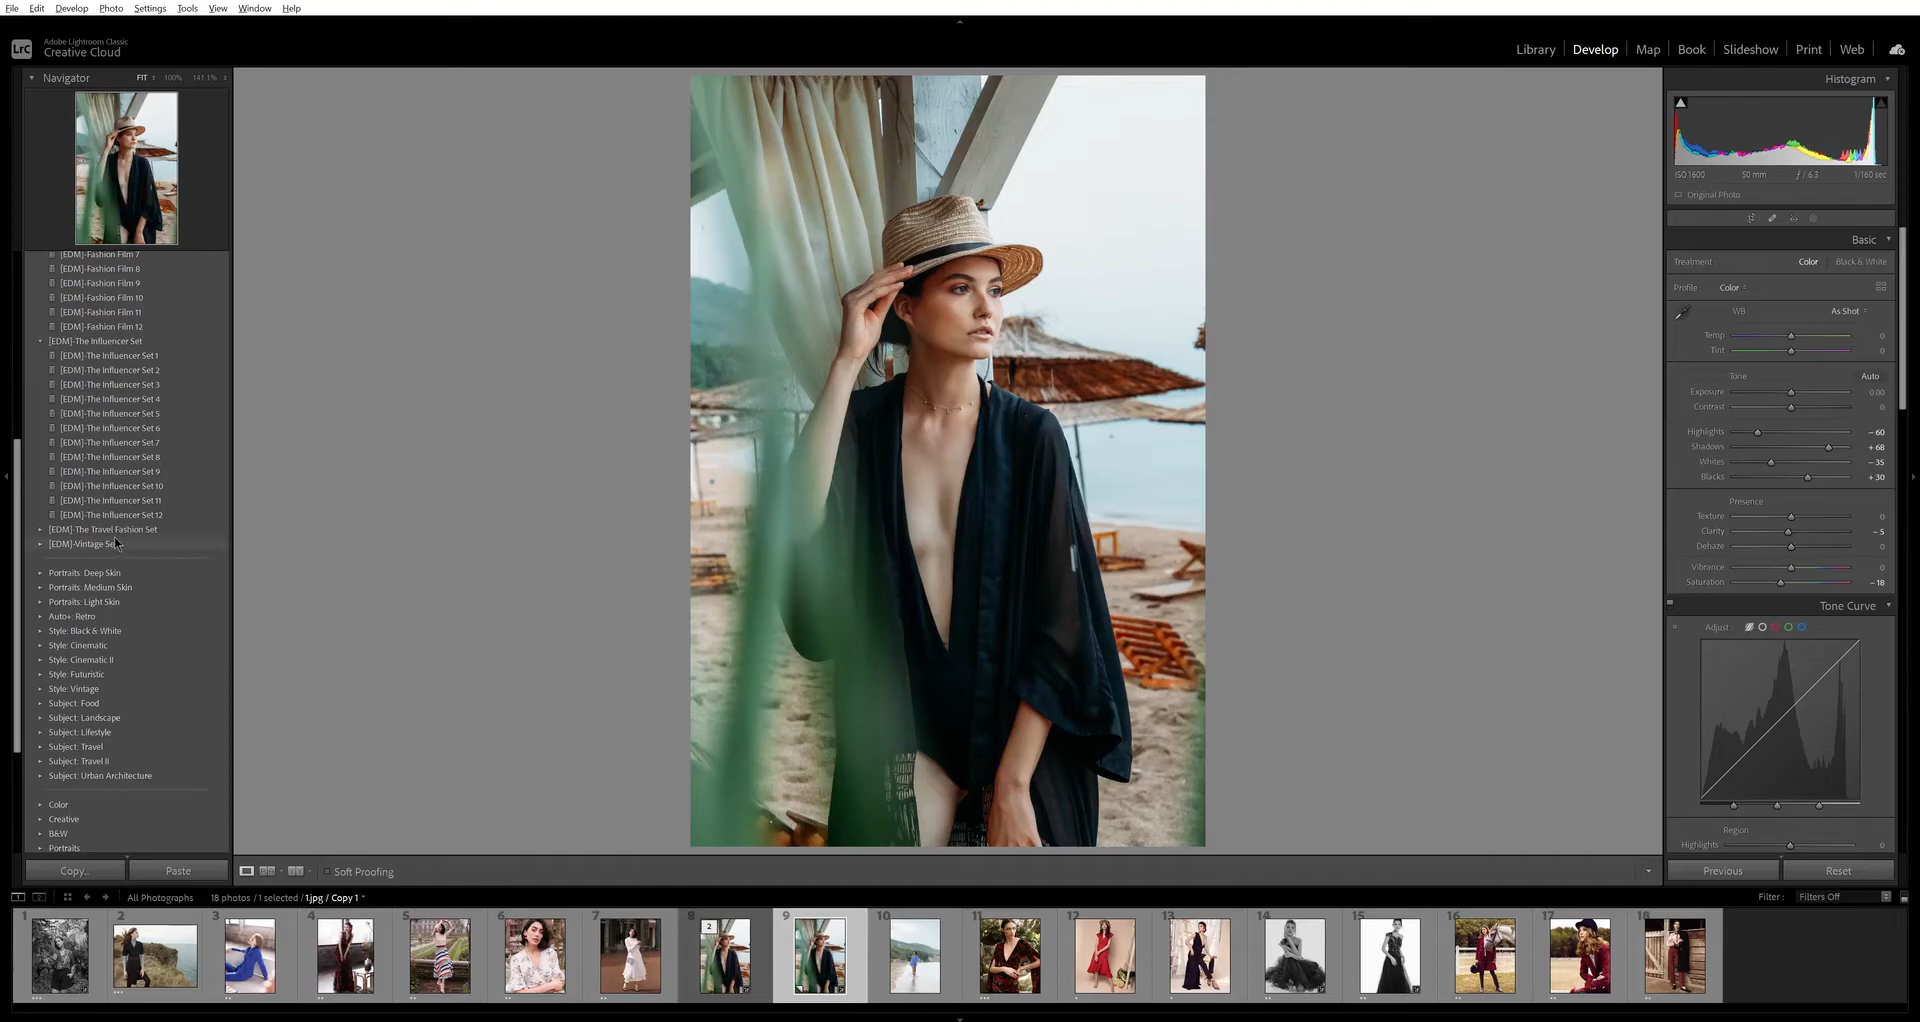 File Edit Develop Photo Settings Tools View Window Help
LrC
Adobe Lightroom Classic
Creative Cloud
Library Develop Map Book Slideshow Print Web
Navigator FIT 100% 141.1%
[EDM]-Fashion Film 7
[EDM]-Fashion Film 8
[EDM]-Fashion Film 9
[EDM]-Fashion Film 10
[EDM]-Fashion Film 11
[EDM]-Fashion Film 12
[EDM]-The Influencer Set
[EDM]-The Influencer Set 1
[EDM]-The Influencer Set 2
[EDM]-The Influencer Set 3
[EDM]-The Influencer Set 4
[EDM]-The Influencer Set 5
[EDM]-The Influencer Set 6
[EDM]-The Influencer Set 7
[EDM]-The Influencer Set 8
[EDM]-The Influencer Set 9
[EDM]-The Influencer Set 10
[EDM]-The Influencer Set 11
[EDM]-The Influencer Set 12
[EDM]-The Travel Fashion Set
[EDM]-Vintage
Portraits: Deep Skin
Portraits: Medium Skin
Portraits: Light Skin
Auto+: Retro
Style: Black & White
Style: Cinematic
Style: Cinematic II
Style: Futuristic
Style: Vintage
Subject: Food
Subject: Landscape
Subject: Lifestyle
Subject: Travel
Subject: Travel II
Subject: Urban Architecture
Color
Creative
B&W
Portraits
Copy... Paste
Soft Proofing
Histogram
ISO 1600 50 mm ƒ / 6.3 1/160 sec
Original Photo
Basic
Treatment : Color Black & White
Profile Color
WB: As Shot
Temp 0
Tint 0
Tone Auto
Exposure 0.00
Contrast 0
Highlights − 60
Shadows + 68
Whites − 35
Blacks + 30
Presence
Texture 0
Clarity − 5
Dehaze 0
Vibrance 0
Saturation − 18
Tone Curve
Adjust :
Region
Highlights 0
Previous Reset
1 2 All Photographs 18 photos / 1 selected / 1.jpg / Copy 1
Filter : Filters Off
1 2 3 4 5 6 7 8 9 10 11 12 13 14 15 16 17 18
2